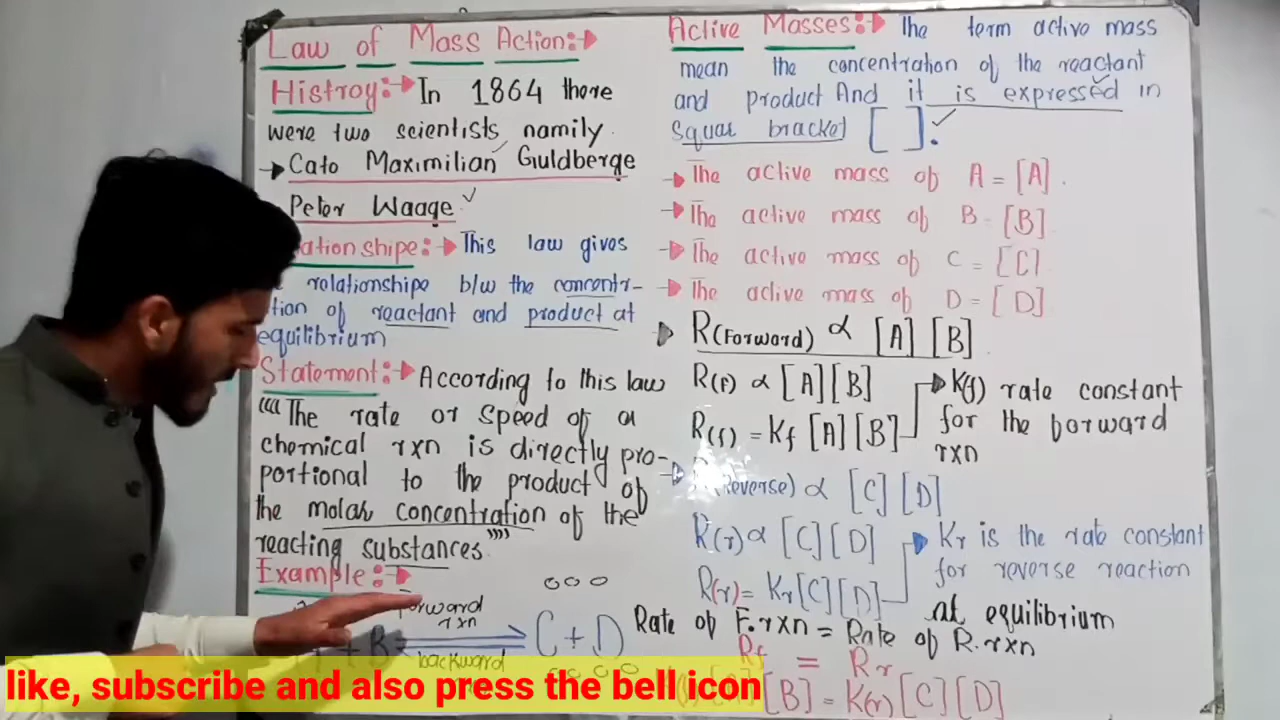 Law of Mass Action:
Histroy: In 1864 there
were two scientists namily
Cato Maximilian Guldberge
Peter Waage
ationshipe: This law gives
relationshipe b/w the concentr-
tion of reactant and product at
equilibrium
Statement: According to this law
““The rate or speed of a
chemical rxn is directly pro-
portional to the product of
the molar concentration of the
reacting substances””
Example:
forward
rxn
+ B C + D
backward
Active Masses: The term active mass
mean the concentration of the reactant
and product And it is expressed in
Squar bracket [ ].
The active mass of A = [A].
The active mass of B = [B]
The active mass of C = [C]
The active mass of D = [D]
R(Forward) ∝ [A] [B]
R(f) ∝ [A][B]
R(f) = Kf [A][B]
K(f) rate constant
for the forward
rxn
(Reverse) ∝ [C][D]
R(r) ∝ [C][D]
R(r) = Kr[C][D]
Kr is the rate constant
for reverse reaction
at equilibrium
Rate of F.rxn = Rate of R.rxn
Rf = Rr
[B] = K(r) [C][D]
like, subscribe and also press the bell icon